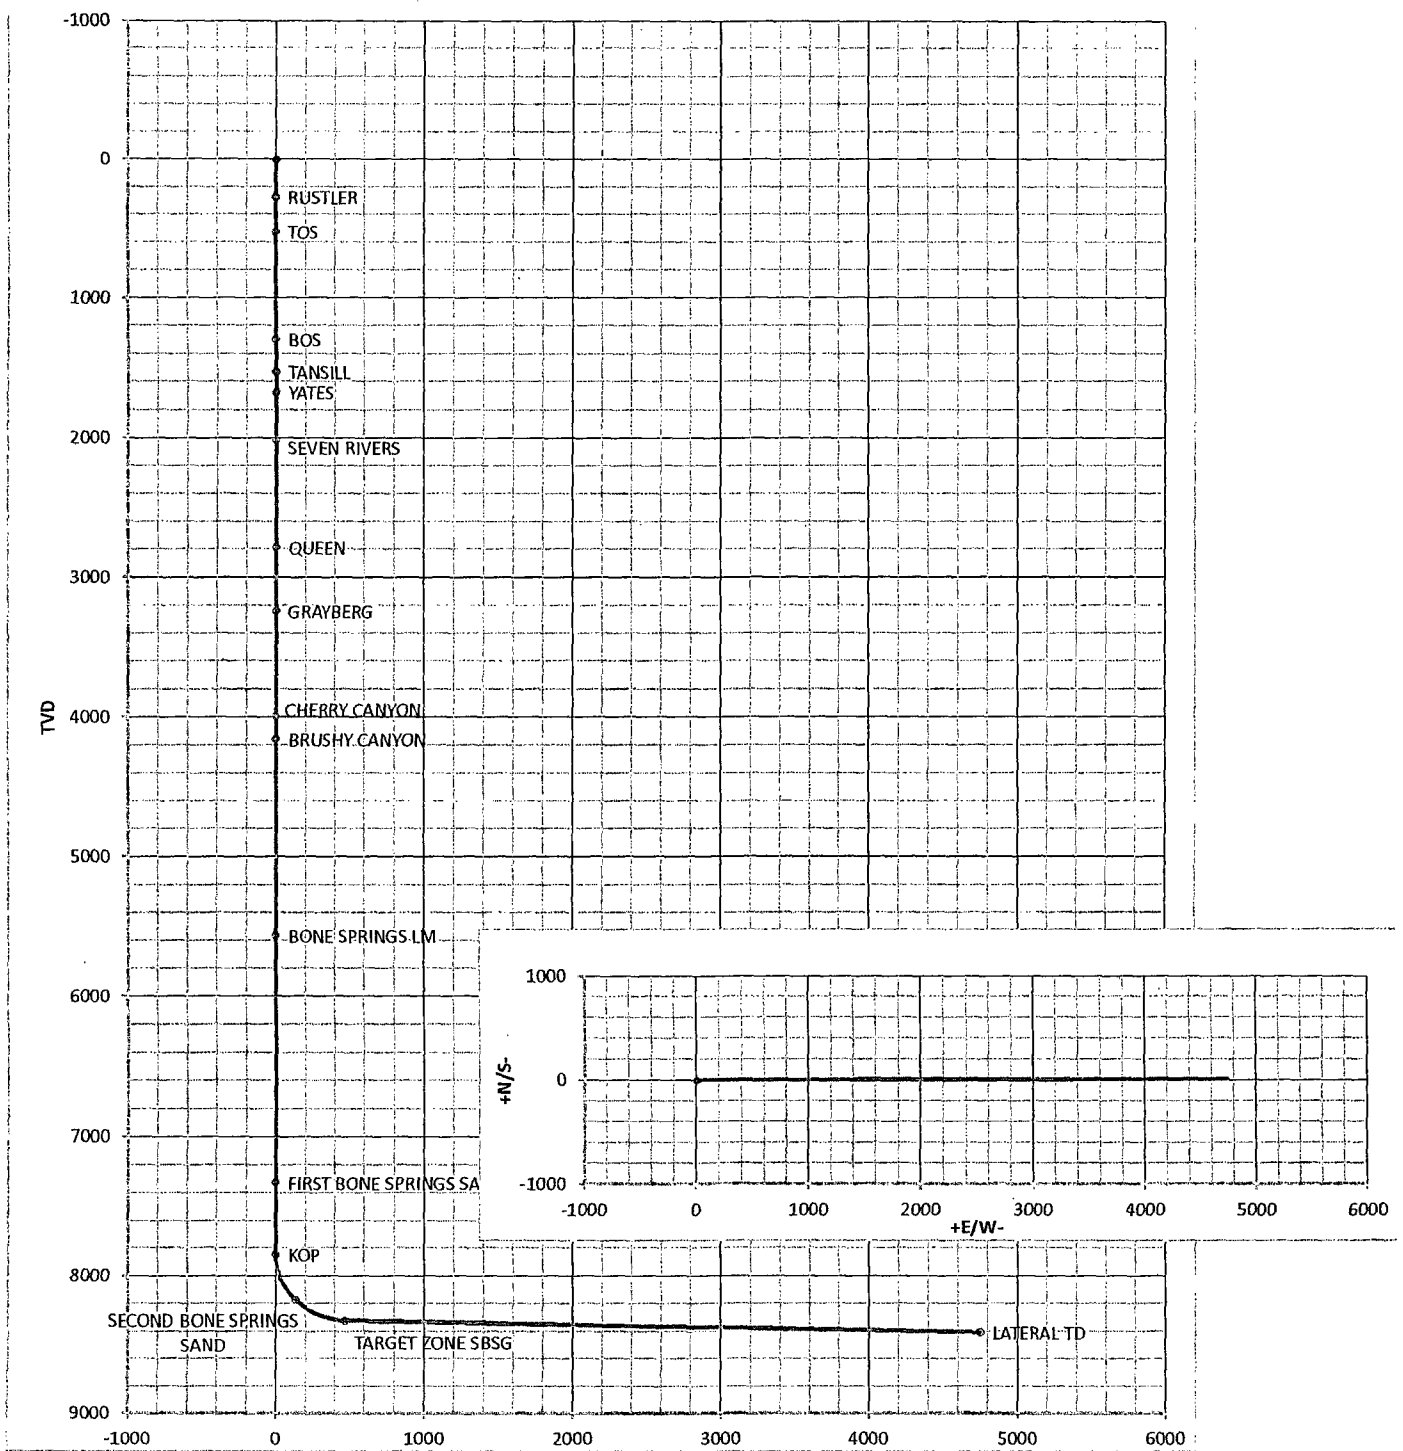 -1000
0
RUSTLER
TOS
1000
BOS
TANSILL
YATES
2000
SEVEN RIVERS
QUEEN
3000
GRAYBERG
TVD
CHERRY CANYON
4000
BRUSHY CANYON
5000
BONE SPRINGS LM
6000
7000
FIRST BONE SPRINGS SA
KOP
8000
SECOND BONE SPRINGS
SAND
TARGET ZONE SBSG
LATERAL TD
9000
-1000 0 1000 2000 3000 4000 5000 6000
1000
+N/S-
0
-1000
-1000 0 1000 2000 3000 4000 5000 6000
+E/W-